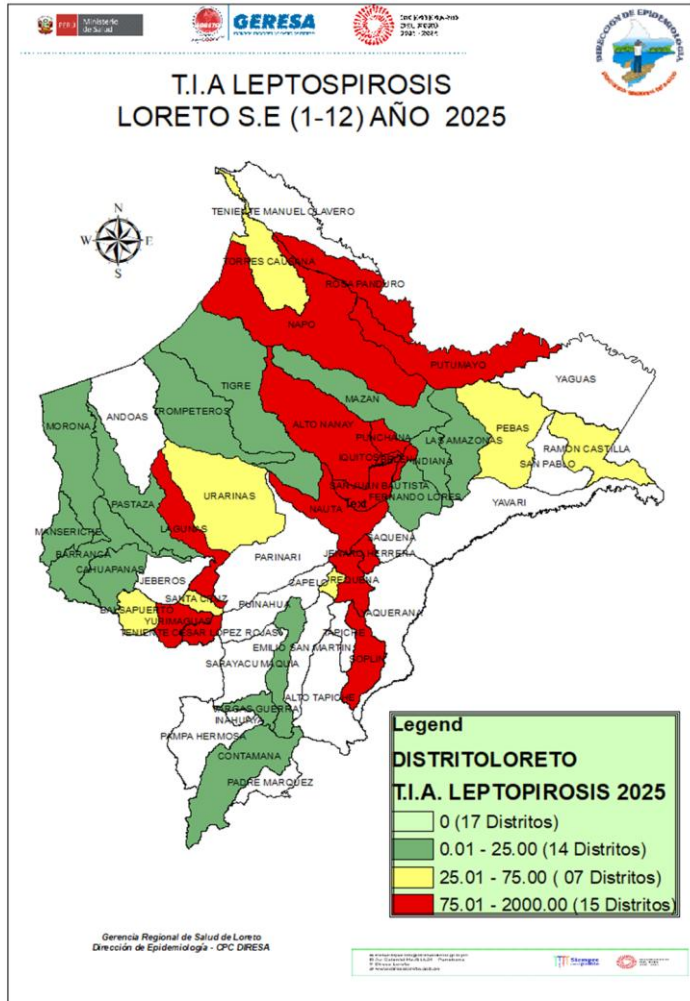 PERÚ
Ministerio
de Salud
LORETO
GERESA
DIRECCIÓN DE EPIDEMIOLOGÍA
T.I.A LEPTOSPIROSIS
LORETO S.E (1-12) AÑO 2025
N
W
E
S
TENIENTE MANUEL CLAVERO
TORRES CAUSANA
ROSA PANDURO
NAPO
PUTUMAYO
YAGUAS
TIGRE
MAZAN
MORONA
ANDOAS
TROMPETEROS
ALTO NANAY
PUNCHANA
LAS AMAZONAS
PEBAS
RAMON CASTILLA
IQUITOS
INDIANA
SAN PABLO
SAN JUAN BAUTISTA
URARINAS
PASTAZA
FERNANDO LORES
YAVARI
NAUTA
Text
LAGUNAS
MANSERICHE
SAQUENA
BARRANCA
PARINARI
JENARO HERRERA
CAHUAPANAS
JEBEROS
CAPELO
REQUENA
SANTA CRUZ
PUINAHUA
YAQUERANA
BALSAPUERTO
YURIMAGUAS
TAPICHE
TENIENTE CESAR LOPEZ ROJAS
EMILIO SAN MARTIN
SOPLIN
SARAYACU
MAQUIA
ALTO TAPICHE
VARGAS GUERRA
INAHUAYA
PAMPA HERMOSA
CONTAMANA
PADRE MARQUEZ
Legend
DISTRITOLORETO
T.I.A. LEPTOPIROSIS 2025
0 (17 Distritos)
0.01 - 25.00 (14 Distritos)
25.01 - 75.00 ( 07 Distritos)
75.01 - 2000.00 (15 Distritos)
Gerencia Regional de Salud de Loreto
Dirección de Epidemiología - CPC DIRESA
Siempre